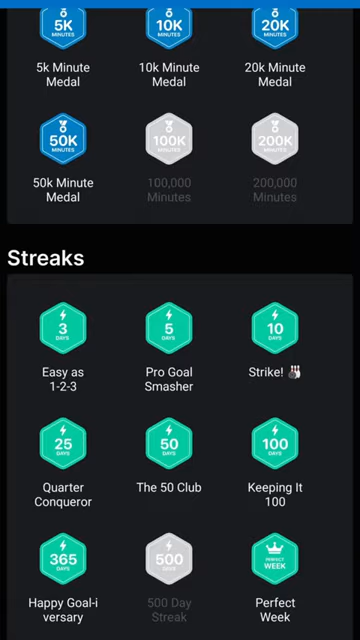 5K
MINUTES
10K
MINUTES
20K
MINUTES
5k Minute
Medal
10k Minute
Medal
20k Minute
Medal
50K
MINUTES
100K
MINUTES
200K
MINUTES
50k Minute
Medal
100,000
Minutes
200,000
Minutes
Streaks
3
DAYS
5
DAYS
10
DAYS
Easy as
1-2-3
Pro Goal
Smasher
Strike! 🎳
25
DAYS
50
DAYS
100
DAYS
Quarter
Conqueror
The 50 Club
Keeping It
100
365
DAYS
500
DAYS
PERFECT
WEEK
Happy Goal-i
versary
500 Day
Streak
Perfect
Week